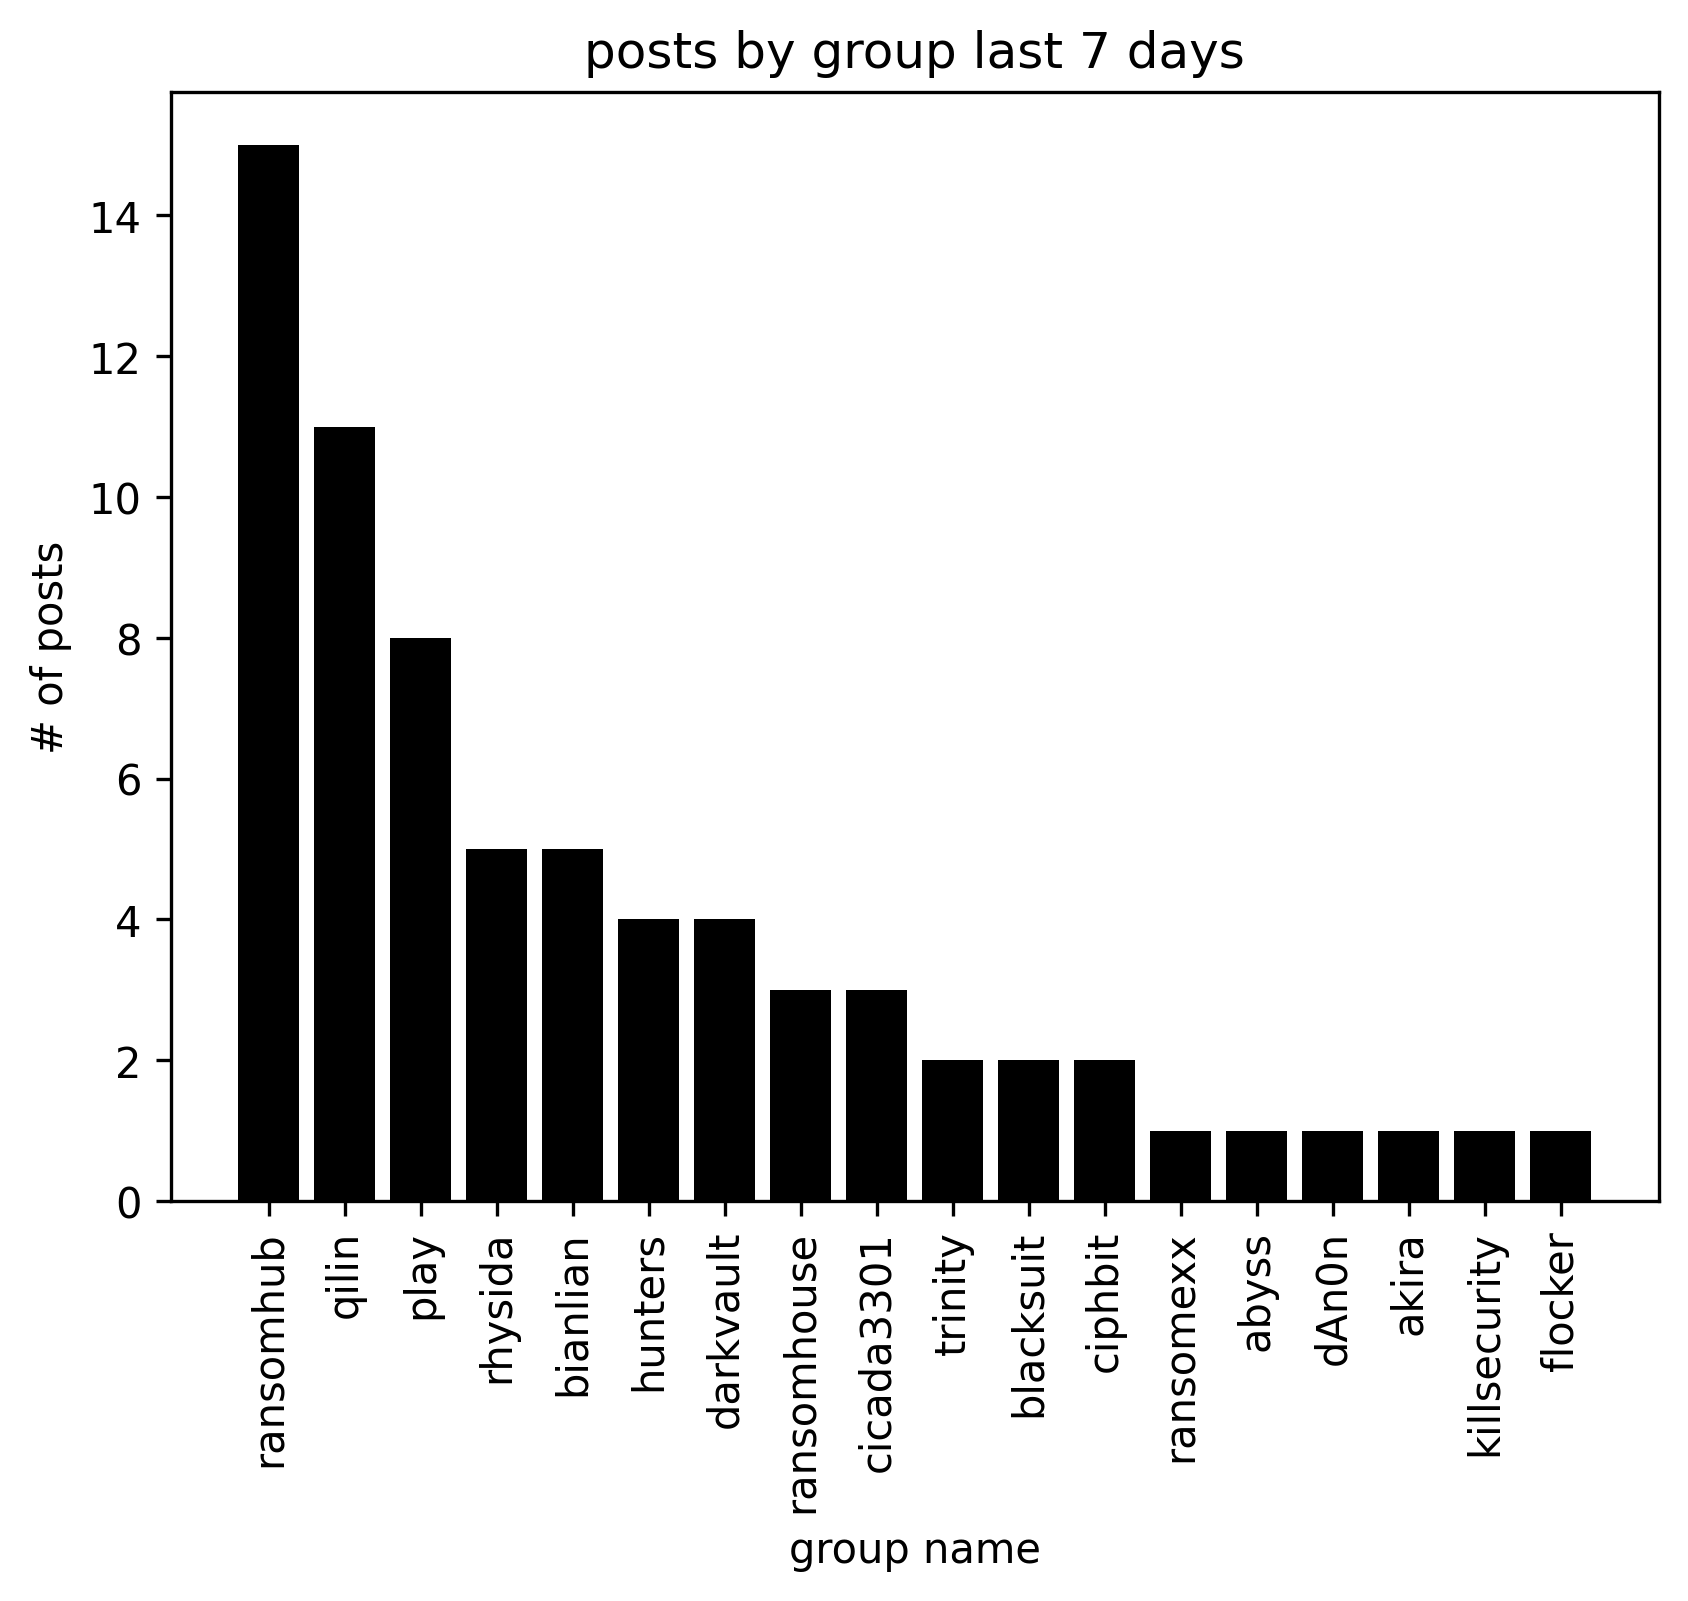 posts by group last 7 days
# of posts
14
12
10
8
6
4
2
0
ransomhub
qilin
play
rhysida
bianlian
hunters
darkvault
ransomhouse
cicada3301
trinity
blacksuit
ciphbit
ransomexx
abyss
dAn0n
akira
killsecurity
flocker
group name